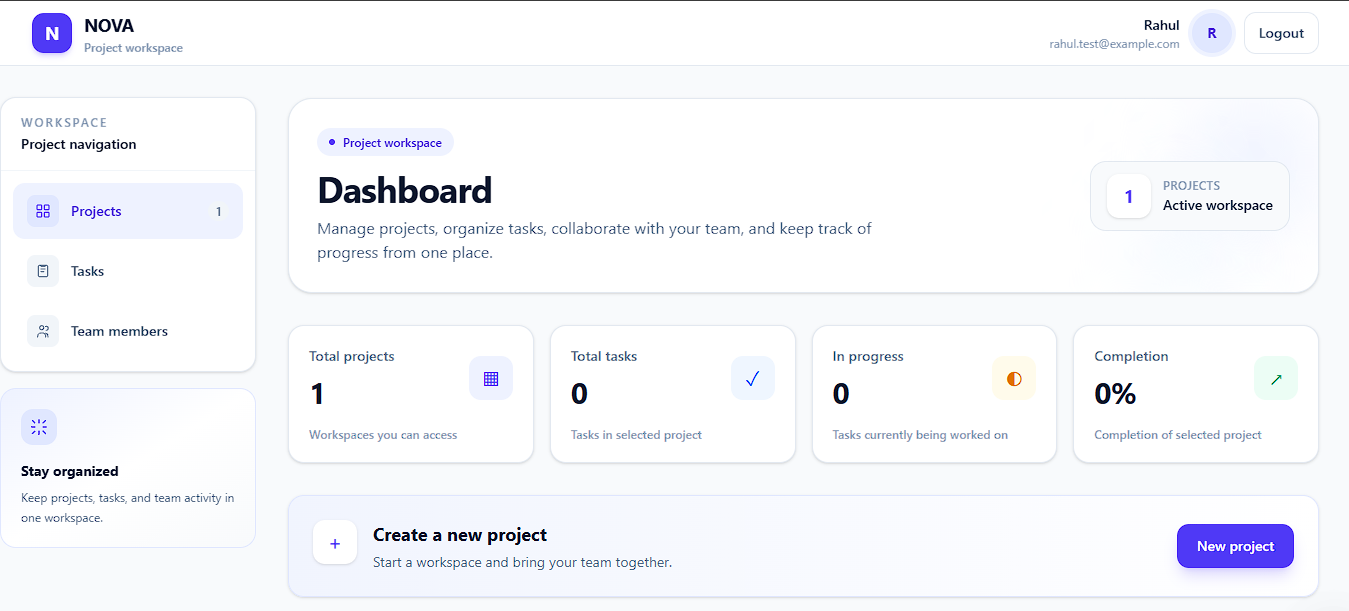 N
NOVA
Project workspace
Rahul
rahul.test@example.com
R
Logout
WORKSPACE
Project navigation
Projects
1
Tasks
Team members
Stay organized
Keep projects, tasks, and team activity in
one workspace.
Project workspace
Dashboard
Manage projects, organize tasks, collaborate with your team, and keep track of
progress from one place.
1
PROJECTS
Active workspace
Total projects
1
Workspaces you can access
Total tasks
0
Tasks in selected project
In progress
0
Tasks currently being worked on
Completion
0%
Completion of selected project
+
Create a new project
Start a workspace and bring your team together.
New project